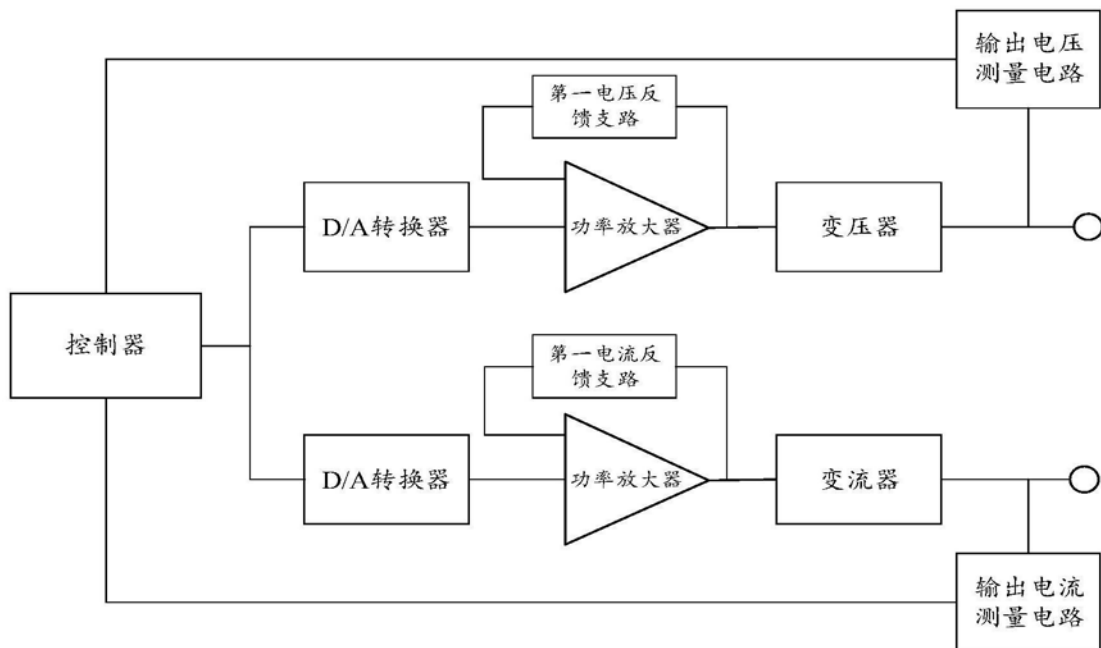 输出电压
测量电路
第一电压反
馈支路
D/A转换器
功率放大器
变压器
控制器
第一电流反
馈支路
D/A转换器
功率放大器
变流器
输出电流
测量电路